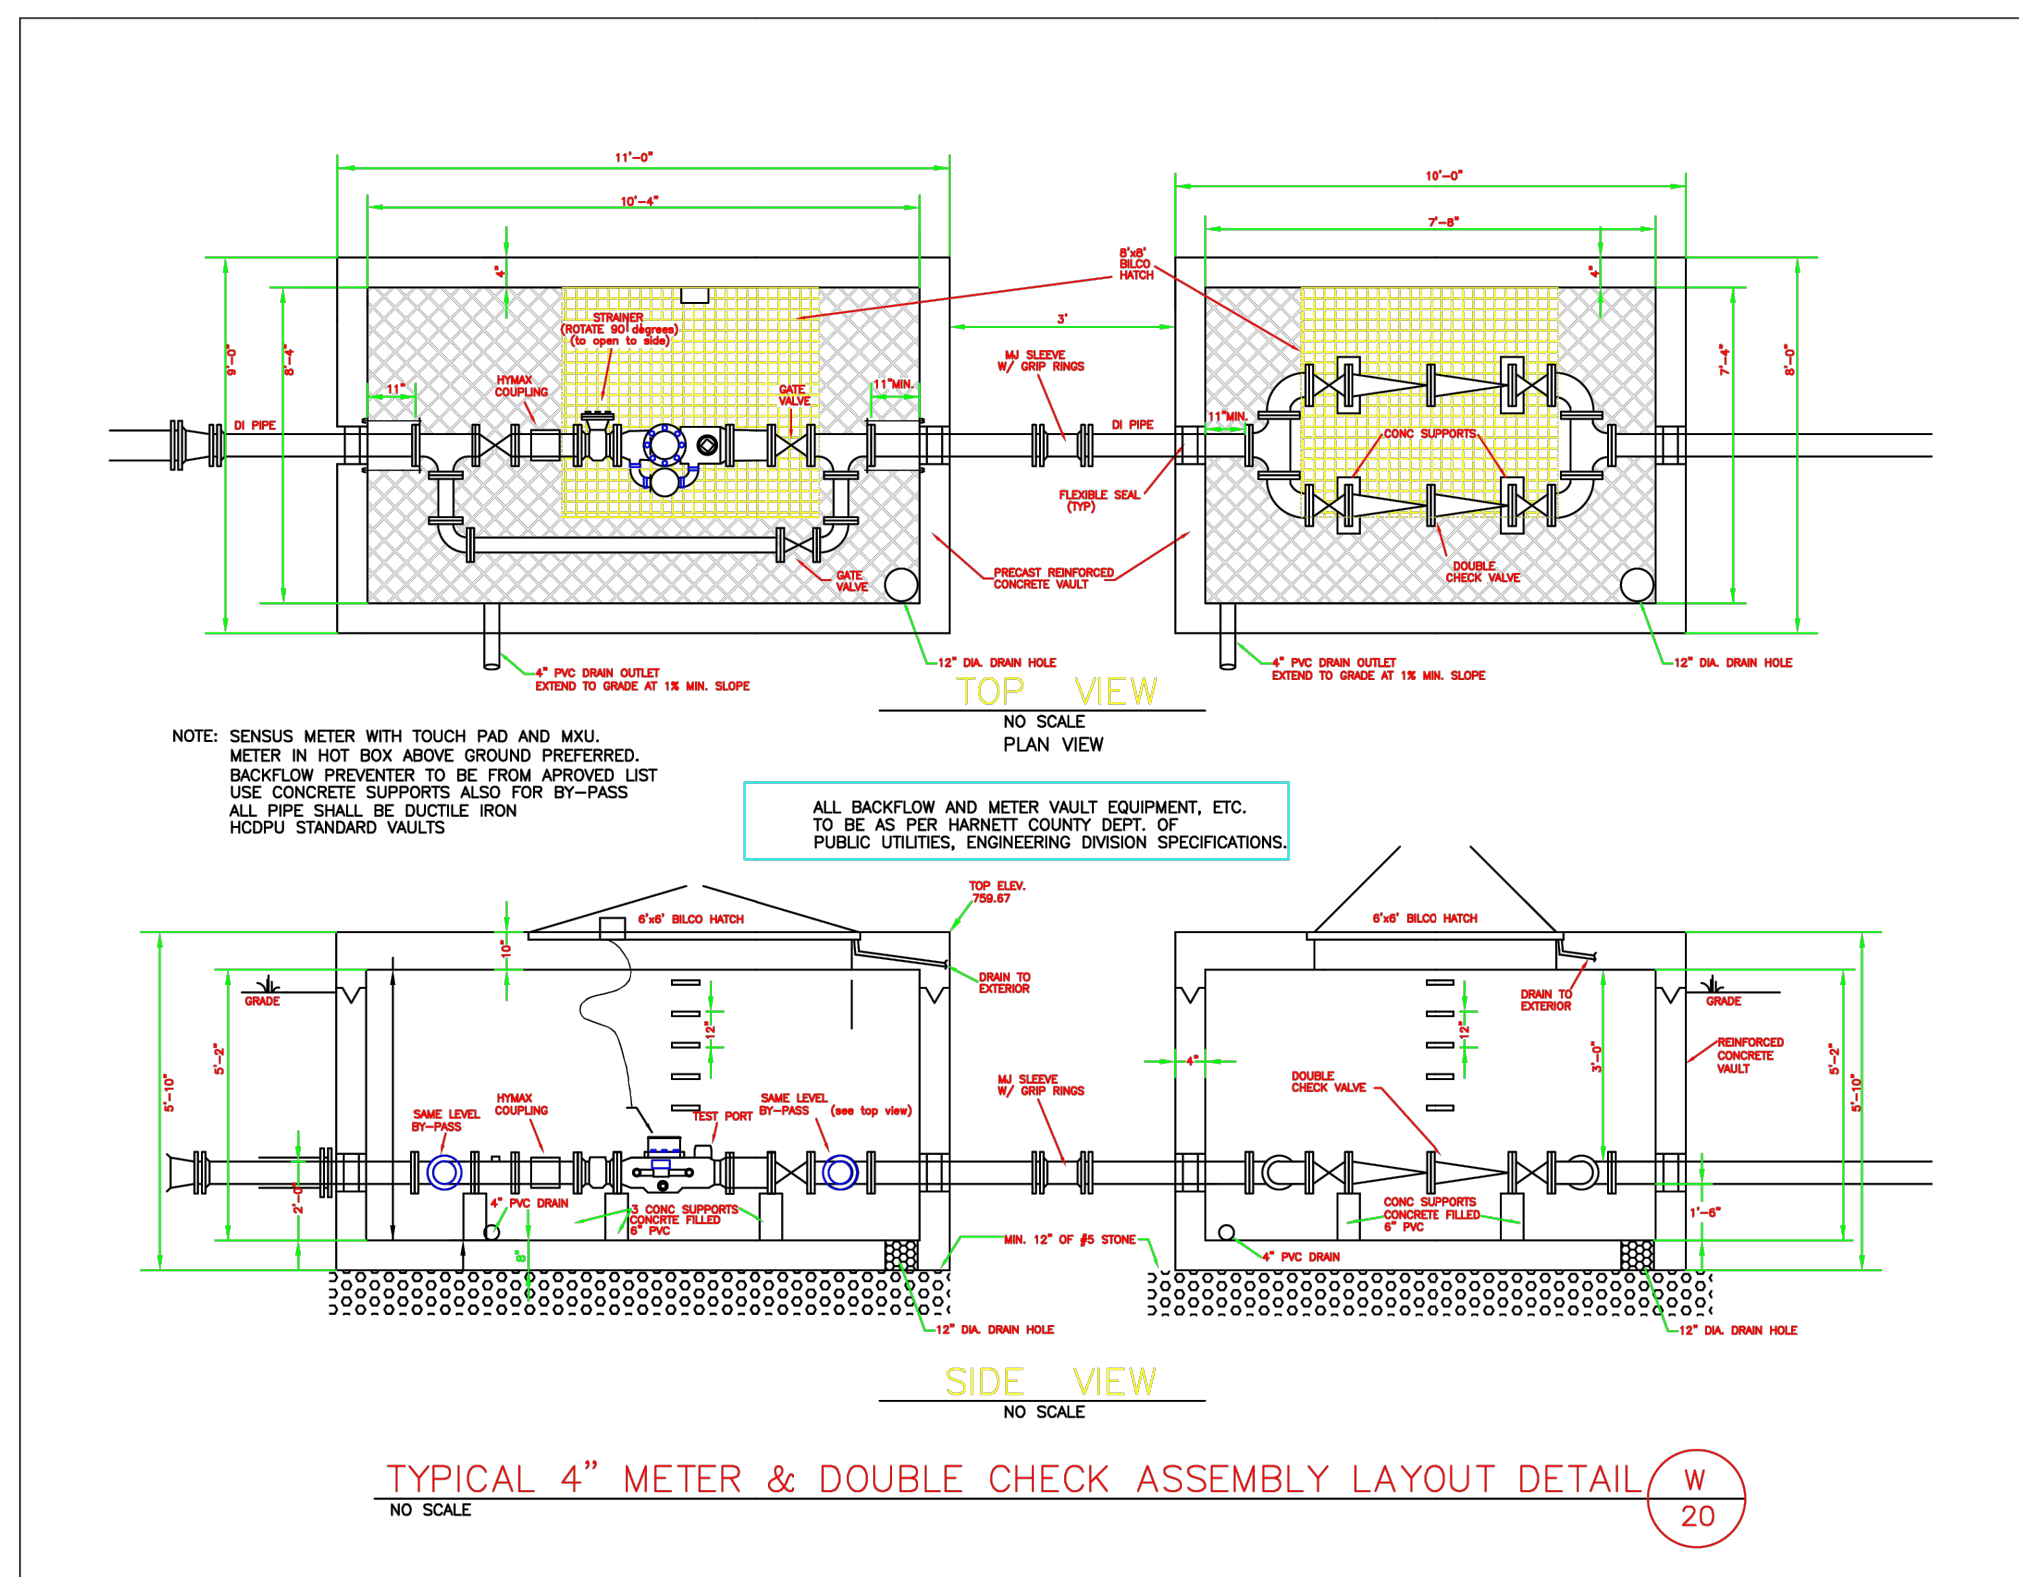 11'-0"
10'-4"
10'-0"
7'-8"
4"
4"
8'x8'
BILCO
HATCH
STRAINER
(ROTATE 90 degrees)
(to open to side)
3'
9'-0"
8'-4"
7'-4"
8'-0"
MJ SLEEVE
W/ GRIP RINGS
HYMAX
COUPLING
11"
GATE
VALVE
11"MIN.
DI PIPE
DI PIPE
11"MIN.
CONC SUPPORTS
FLEXIBLE SEAL
(TYP)
GATE
VALVE
PRECAST REINFORCED
CONCRETE VAULT
DOUBLE
CHECK VALVE
4" PVC DRAIN OUTLET
EXTEND TO GRADE AT 1% MIN. SLOPE
12" DIA. DRAIN HOLE
4" PVC DRAIN OUTLET
EXTEND TO GRADE AT 1% MIN. SLOPE
12" DIA. DRAIN HOLE
TOP VIEW
NO SCALE
PLAN VIEW
NOTE: SENSUS METER WITH TOUCH PAD AND MXU.
METER IN HOT BOX ABOVE GROUND PREFERRED.
BACKFLOW PREVENTER TO BE FROM APROVED LIST
USE CONCRETE SUPPORTS ALSO FOR BY-PASS
ALL PIPE SHALL BE DUCTILE IRON
HCDPU STANDARD VAULTS
ALL BACKFLOW AND METER VAULT EQUIPMENT, ETC.
TO BE AS PER HARNETT COUNTY DEPT. OF
PUBLIC UTILITIES, ENGINEERING DIVISION SPECIFICATIONS.
TOP ELEV.
759.67
6'x6' BILCO HATCH
6'x6' BILCO HATCH
10"
DRAIN TO
EXTERIOR
DRAIN TO
EXTERIOR
GRADE
GRADE
12"
12"
5'-10"
5'-2"
4"
3'-0"
REINFORCED
CONCRETE
VAULT
5'-2"
5'-10"
MJ SLEEVE
W/ GRIP RINGS
DOUBLE
CHECK VALVE
SAME LEVEL
BY-PASS
HYMAX
COUPLING
TEST PORT
SAME LEVEL
BY-PASS (see top view)
2'-0"
4" PVC DRAIN
3 CONC SUPPORTS
CONCRTE FILLED
6" PVC
CONC SUPPORTS
CONCRETE FILLED
6" PVC
1'-6"
8"
MIN. 12" OF #5 STONE
4" PVC DRAIN
12" DIA. DRAIN HOLE
12" DIA. DRAIN HOLE
SIDE VIEW
NO SCALE
TYPICAL 4" METER & DOUBLE CHECK ASSEMBLY LAYOUT DETAIL
NO SCALE
W
20